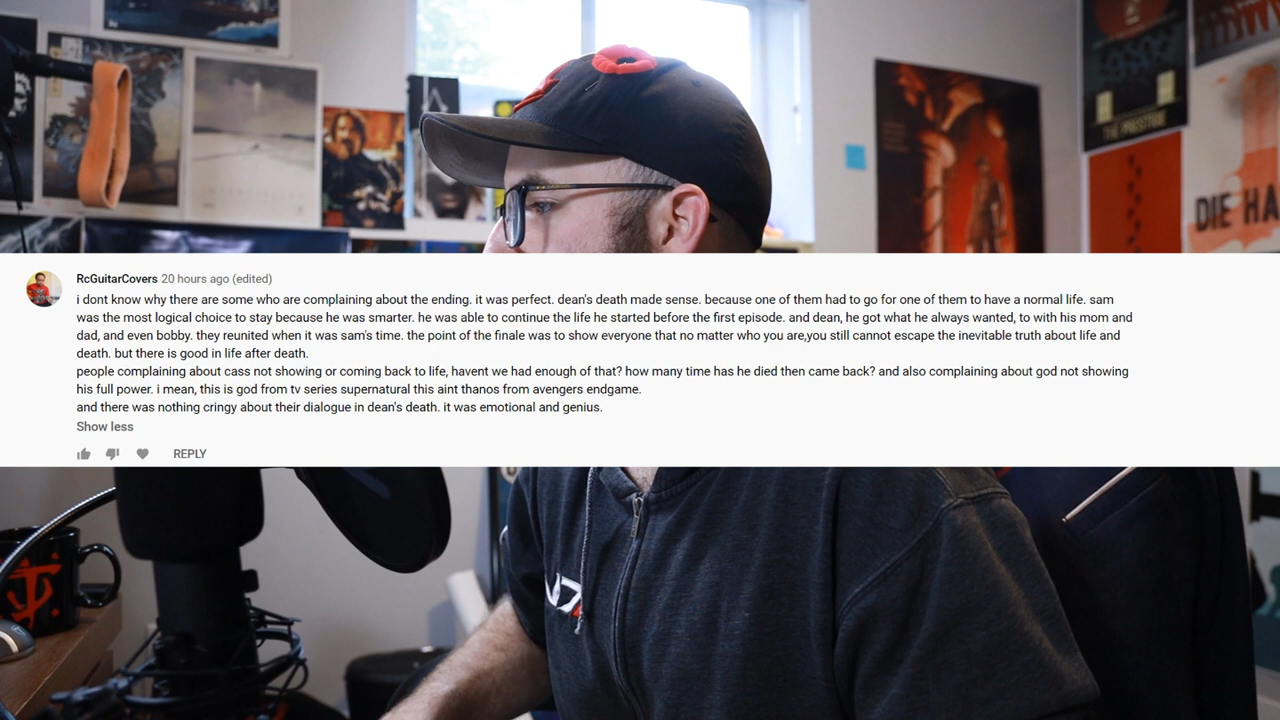 THE PRESTIGE
DIE HA
RcGuitarCovers 20 hours ago (edited)
i dont know why there are some who are complaining about the ending. it was perfect. dean's death made sense. because one of them had to go for one of them to have a normal life. sam
was the most logical choice to stay because he was smarter. he was able to continue the life he started before the first episode. and dean, he got what he always wanted, to with his mom and
dad, and even bobby. they reunited when it was sam's time. the point of the finale was to show everyone that no matter who you are,you still cannot escape the inevitable truth about life and
death. but there is good in life after death.
people complaining about cass not showing or coming back to life, havent we had enough of that? how many time has he died then came back? and also complaining about god not showing
his full power. i mean, this is god from tv series supernatural this aint thanos from avengers endgame.
and there was nothing cringy about their dialogue in dean's death. it was emotional and genius.
Show less
REPLY
N7